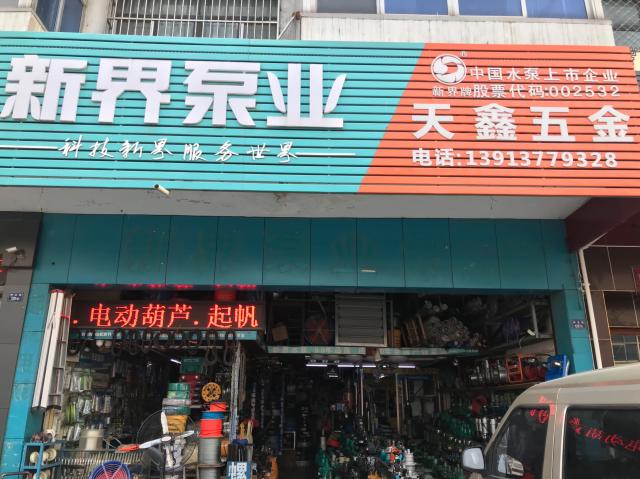 新界泵业
科技新界 服务世界
中国水泵上市企业
新界牌 股票代码:002532
天鑫五金
电话:13913779328
.电动葫芦.起帆
螺